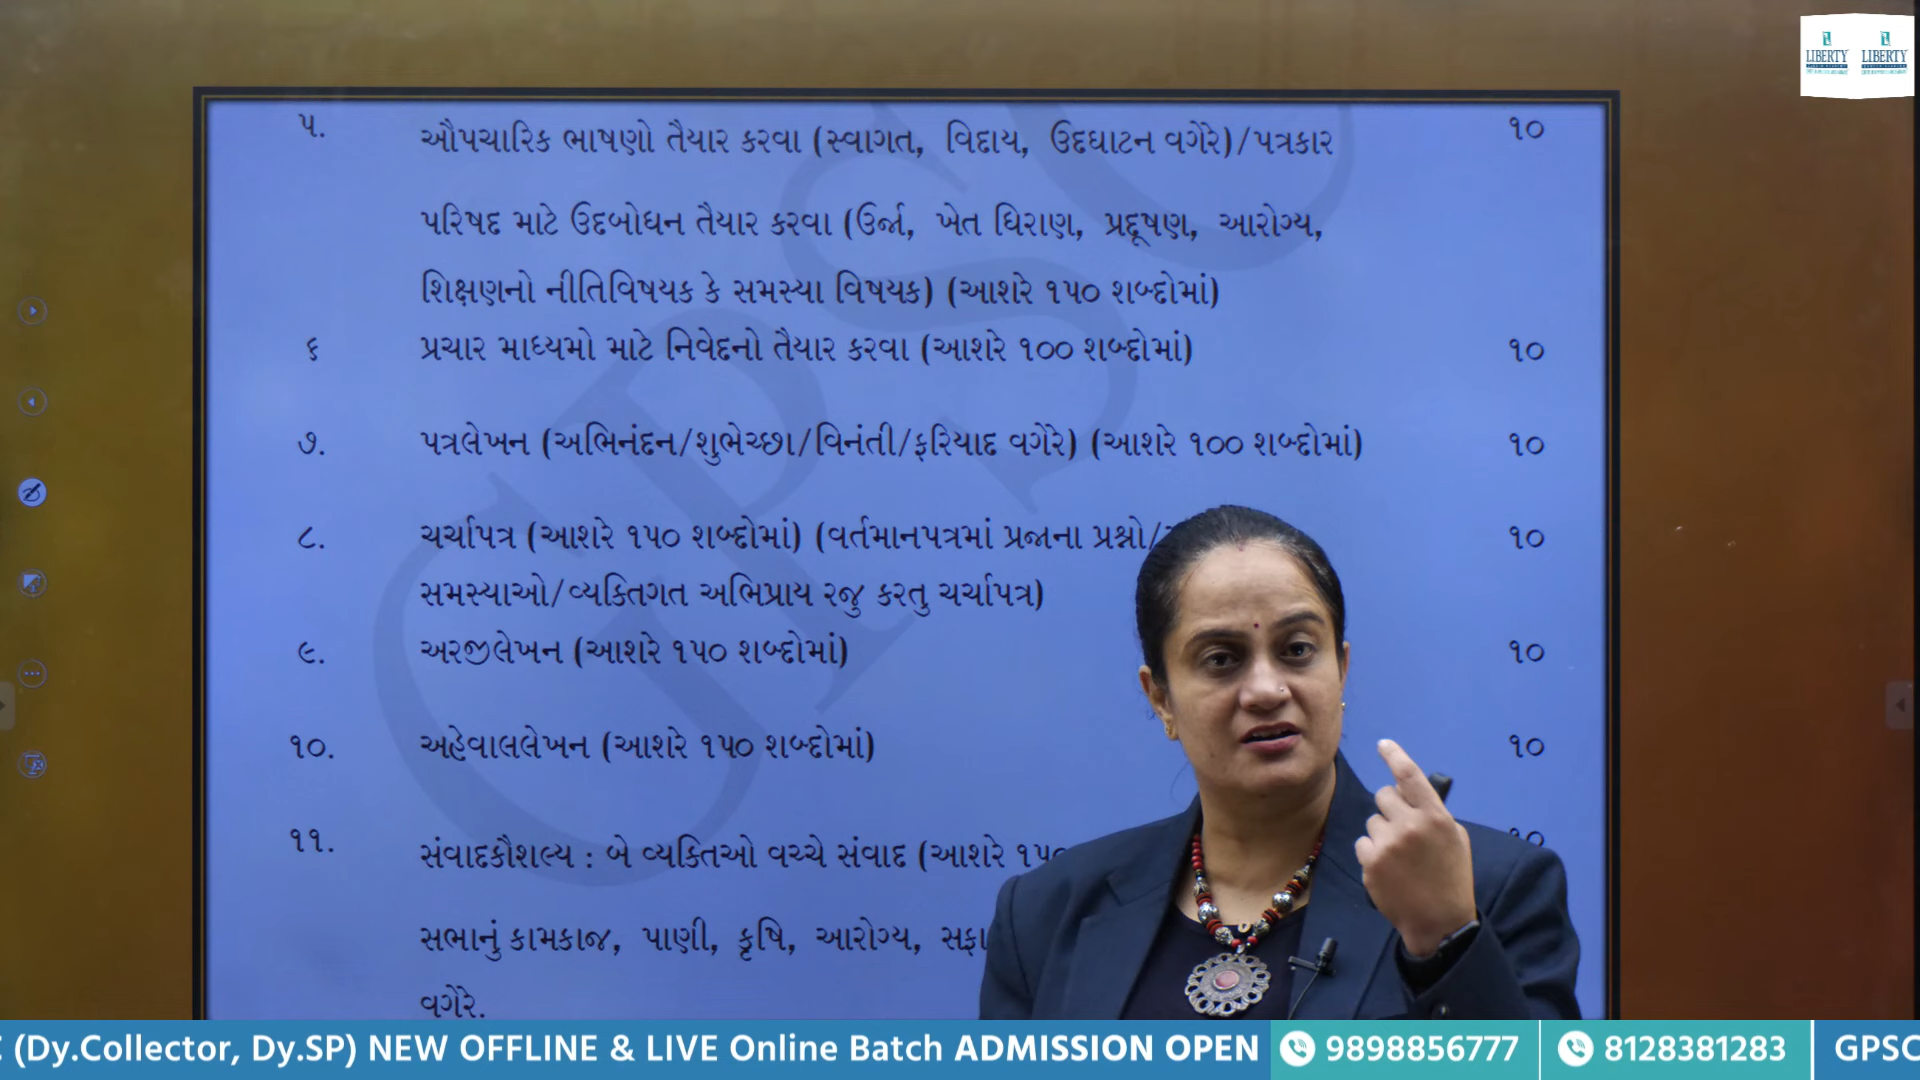 LIBERTY LIBERTY
GPSC
૫. ઔપચારિક ભાષણો તૈયાર કરવા (સ્વાગત, વિદાય, ઉદઘાટન વગેરે)/પત્રકાર ૧૦
પરિષદ માટે ઉદબોધન તૈયાર કરવા (ઉર્જા, ખેત ધિરાણ, પ્રદૂષણ, આરોગ્ય,
શિક્ષણનો નીતિવિષયક કે સમસ્યા વિષયક) (આશરે ૧૫૦ શબ્દોમાં)
૬ પ્રચાર માધ્યમો માટે નિવેદનો તૈયાર કરવા (આશરે ૧૦૦ શબ્દોમાં) ૧૦
૭. પત્રલેખન (અભિનંદન/શુભેચ્છા/વિનંતી/ફરિયાદ વગેરે) (આશરે ૧૦૦ શબ્દોમાં) ૧૦
૮. ચર્ચાપત્ર (આશરે ૧૫૦ શબ્દોમાં) (વર્તમાનપત્રમાં પ્રજાના પ્રશ્નો/ ૧૦
સમસ્યાઓ/વ્યક્તિગત અભિપ્રાય રજુ કરતુ ચર્ચાપત્ર)
૯. અરજીલેખન (આશરે ૧૫૦ શબ્દોમાં) ૧૦
૧૦. અહેવાલલેખન (આશરે ૧૫૦ શબ્દોમાં) ૧૦
૧૧. સંવાદકૌશલ્ય : બે વ્યક્તિઓ વચ્ચે સંવાદ (આશરે ૧૫૦ ૧૦
સભાનું કામકાજ, પાણી, કૃષિ, આરોગ્ય,
વગેરે.
(Dy.Collector, Dy.SP) NEW OFFLINE & LIVE Online Batch ADMISSION OPEN 9898856777 8128381283 GPSC